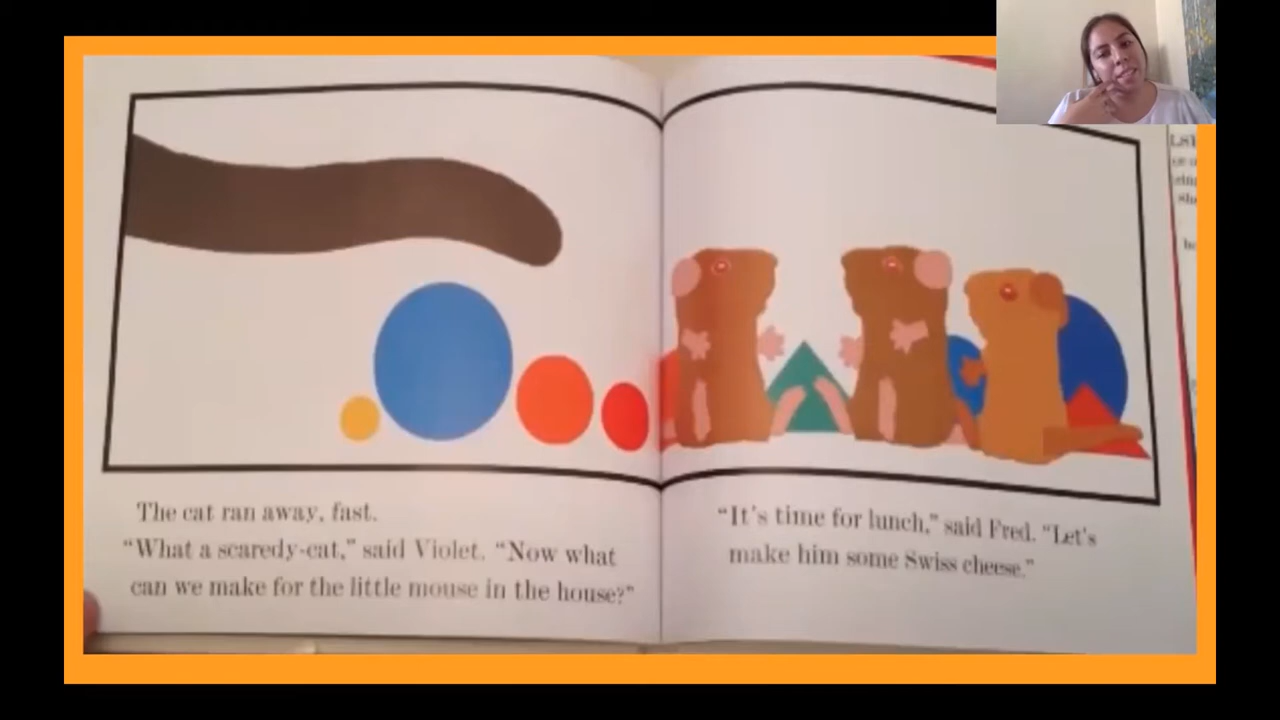 The cat ran away, fast.
“What a scaredy-cat,” said Violet. “Now what
can we make for the little mouse in the house?”
“It’s time for lunch,” said Fred. “Let’s
make him some Swiss cheese.”